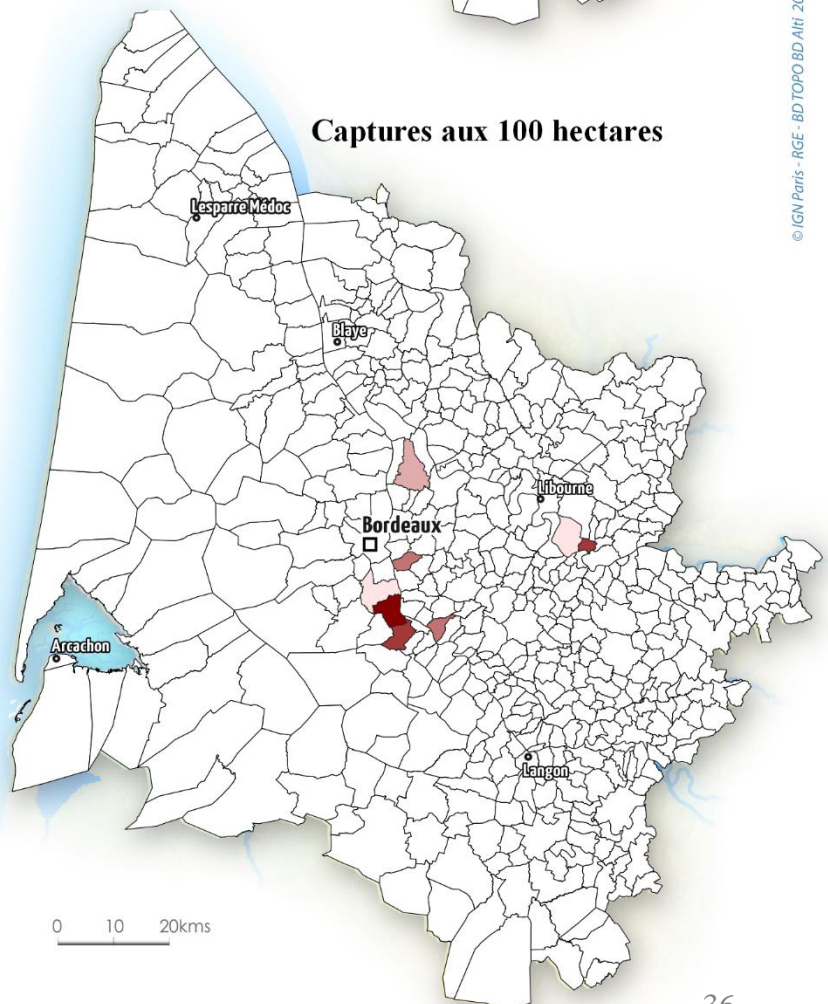 © IGN Paris - RGE - BD TOPO BD Alti
Captures aux 100 hectares
Lesparre Médoc
Blaye
Libourne
Bordeaux
Arcachon
Langon
0 10 20kms